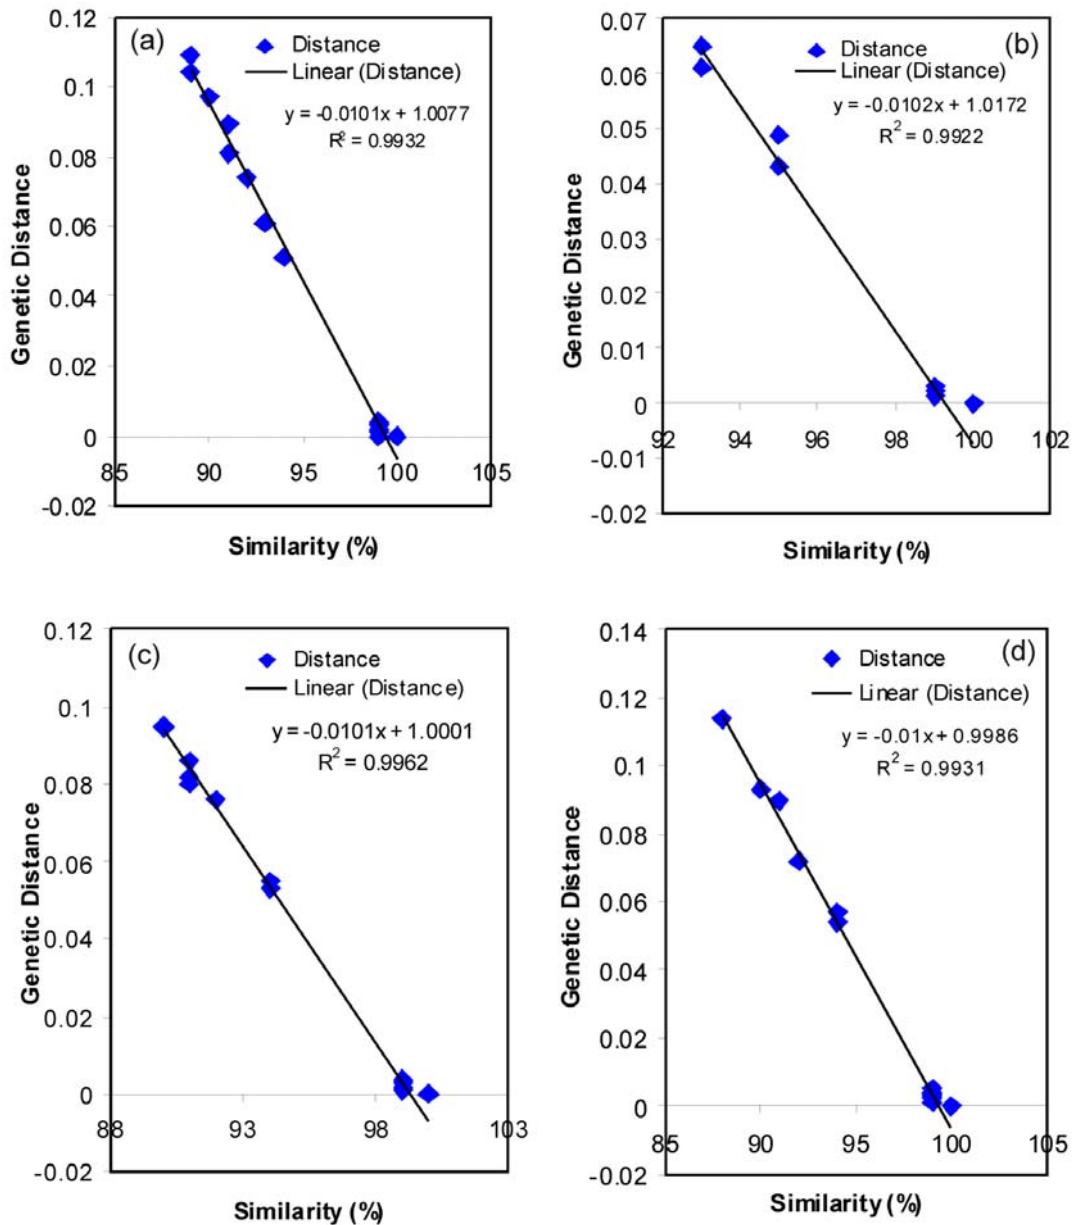 (a)
Distance
Linear (Distance)
y = -0.0101x + 1.0077
R² = 0.9932
0.12
0.1
0.08
0.06
0.04
0.02
0
-0.02
85
90
95
100
105
Genetic Distance
Similarity (%)
(b)
Distance
Linear (Distance)
y = -0.0102x + 1.0172
R² = 0.9922
0.07
0.06
0.05
0.04
0.03
0.02
0.01
0
-0.01
-0.02
92
94
96
98
100
102
Genetic Distance
Similarity (%)
(c)
Distance
Linear (Distance)
y = -0.0101x + 1.0001
R² = 0.9962
0.12
0.1
0.08
0.06
0.04
0.02
0
-0.02
88
93
98
103
Genetic Distance
Similarity (%)
(d)
Distance
Linear (Distance)
y = -0.01x + 0.9986
R² = 0.9931
0.14
0.12
0.1
0.08
0.06
0.04
0.02
0
-0.02
85
90
95
100
105
Genetic Distance
Similarity (%)